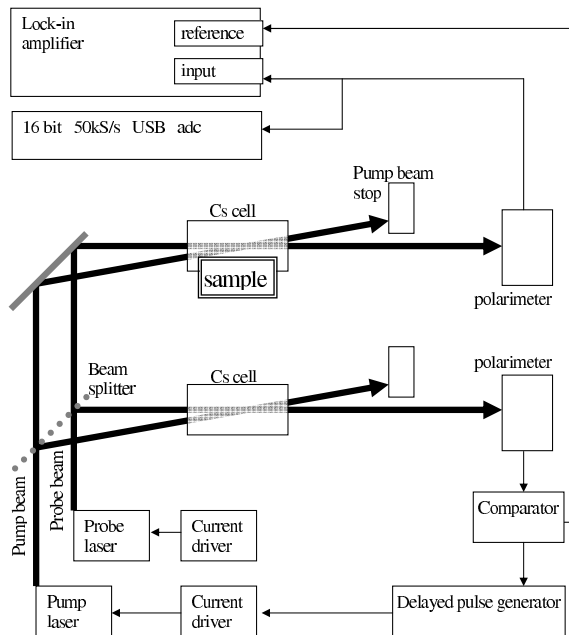 Lock-in
amplifier
reference
input
16 bit 50kS/s USB adc
Pump beam
stop
Cs cell
sample
polarimeter
Beam
splitter
Cs cell
polarimeter
Pump beam
Probe beam
Probe
laser
Current
driver
Comparator
Pump
laser
Current
driver
Delayed pulse generator